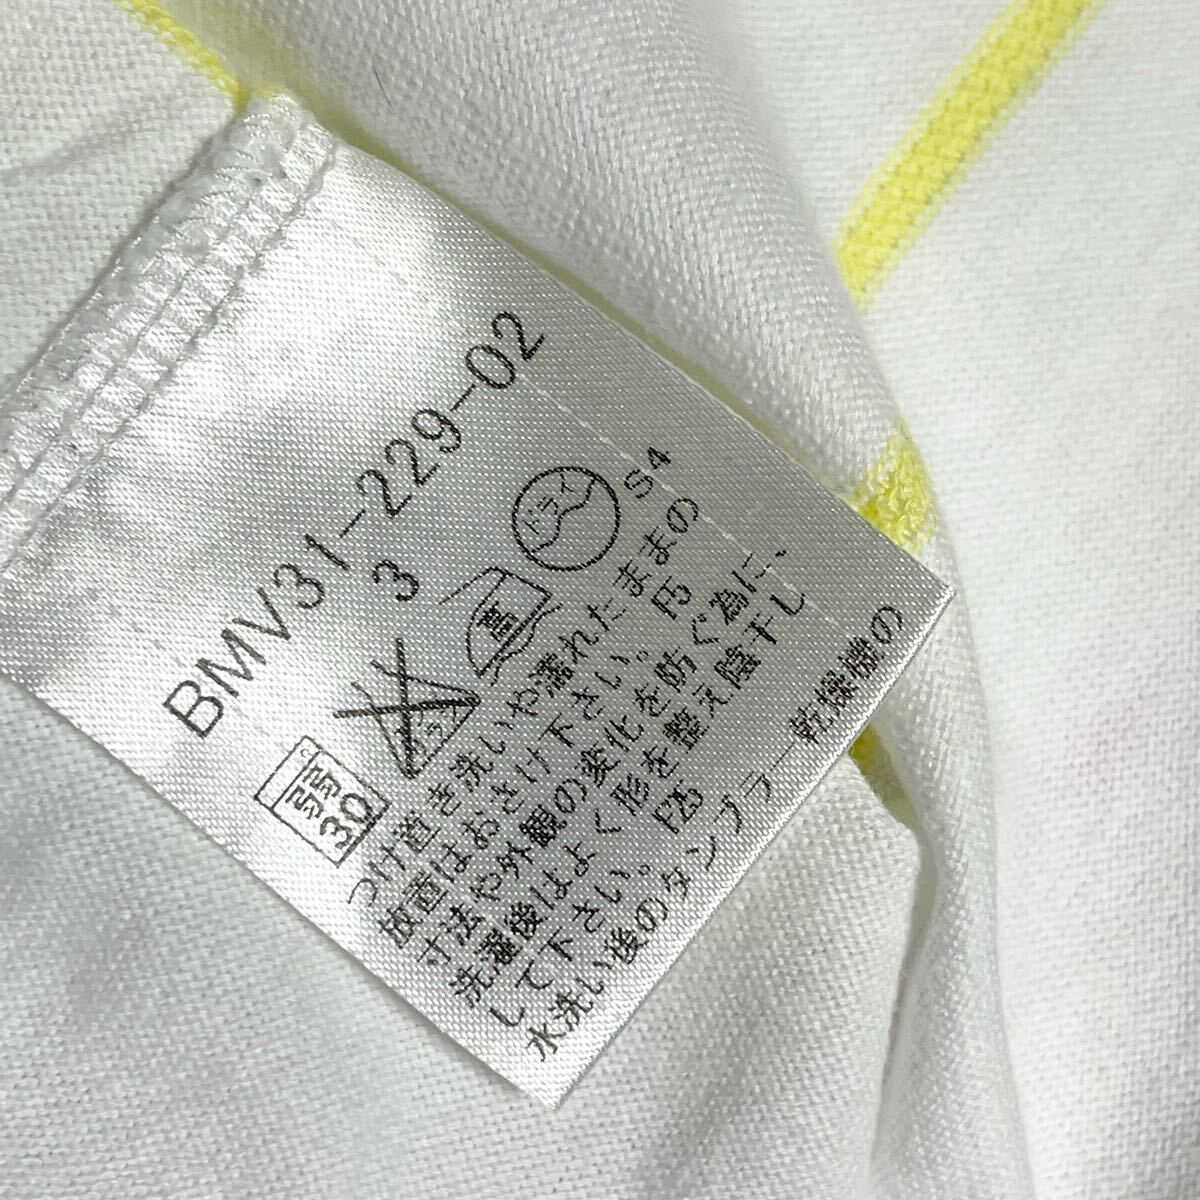 BMV31-229-02
3
弱
30
高
ドライ
S4
つけ置き洗いや濡れたままの
放置はおさけ下さい。 F5
寸法や外観の変化を防ぐ為に、
洗濯後はよく形を整え陰干し
して下さい。 F25
水洗い後のタンブラー乾燥機の